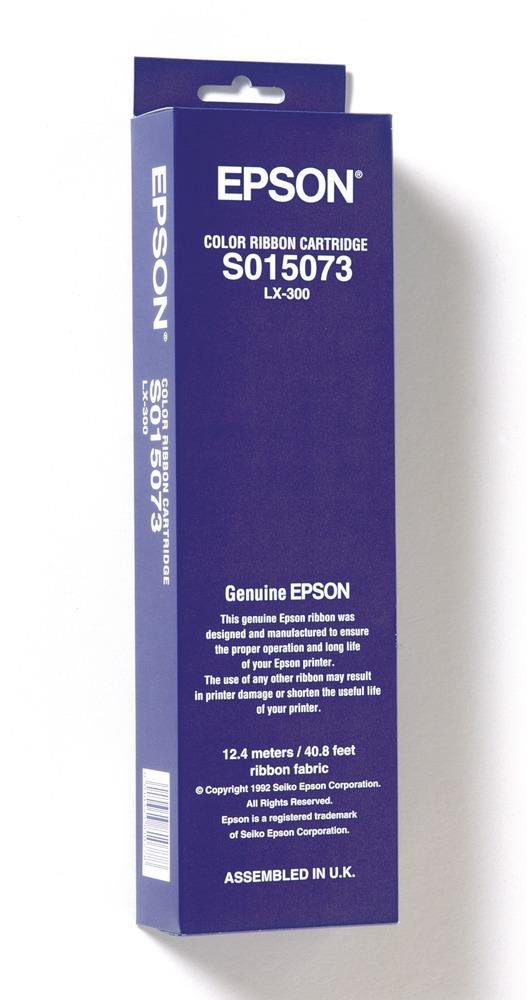 EPSON®
COLOR RIBBON CARTRIDGE
S015073
LX-300
Genuine EPSON
This genuine Epson ribbon was
designed and manufactured to ensure
the proper operation and long life
of your Epson printer.
The use of any other ribbon may result
in printer damage or shorten the useful life
of your printer.
12.4 meters / 40.8 feet
ribbon fabric
© Copyright 1992 Seiko Epson Corporation.
All Rights Reserved.
Epson is a registered trademark
of Seiko Epson Corporation.
ASSEMBLED IN U.K.
EPSON®
COLOR RIBBON CARTRIDGE
S015073
LX-300